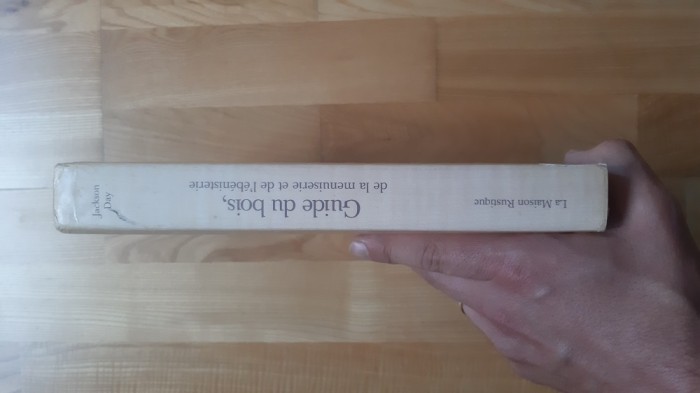 La Maison Rustique
Guide du bois,
de la menuiserie et de l'ébénisterie
Jackson
Day